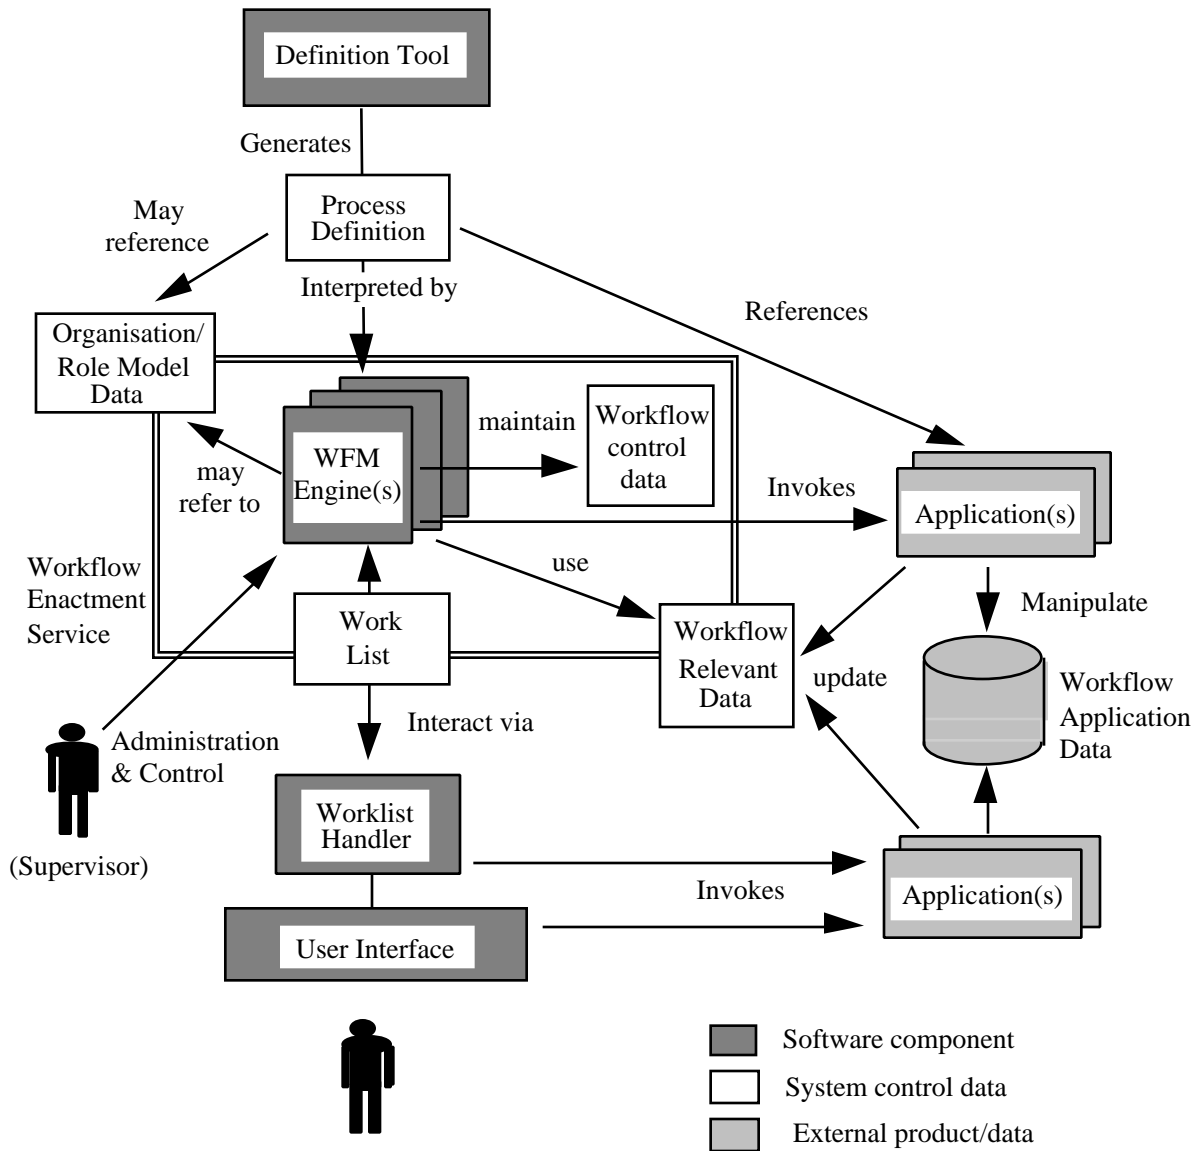 Definition Tool
Generates
Process
Definition
May
reference
Interpreted by
References
Organisation/
Role Model
Data
WFM
Engine(s)
maintain
Workflow
control
data
may
refer to
Invokes
Application(s)
use
Workflow
Enactment
Service
Work
List
Workflow
Relevant
Data
Manipulate
update
Workflow
Application
Data
Interact via
Administration
& Control
(Supervisor)
Worklist
Handler
Invokes
Application(s)
User Interface
Software component
System control data
External product/data